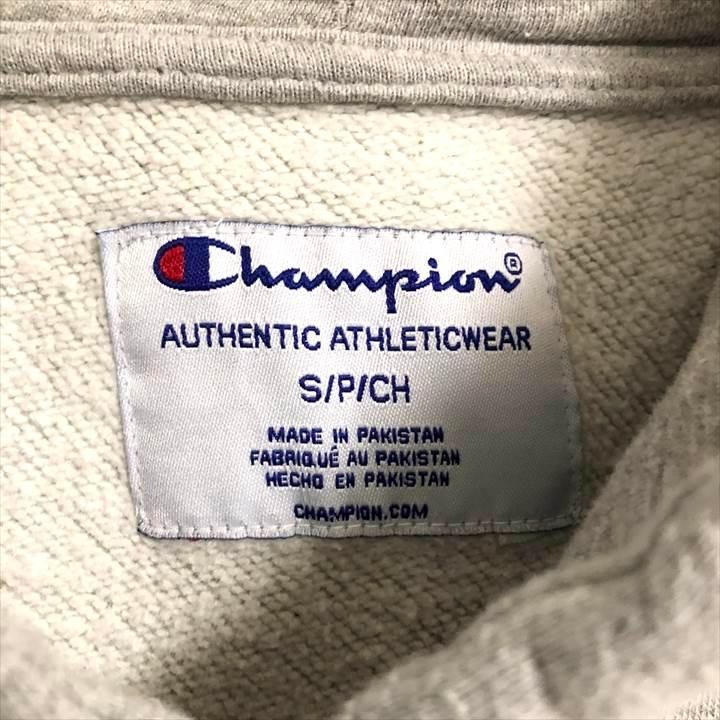 Champion®
AUTHENTIC ATHLETICWEAR
S/P/CH
MADE IN PAKISTAN
FABRIQUÉ AU PAKISTAN
HECHO EN PAKISTAN
CHAMPION.COM